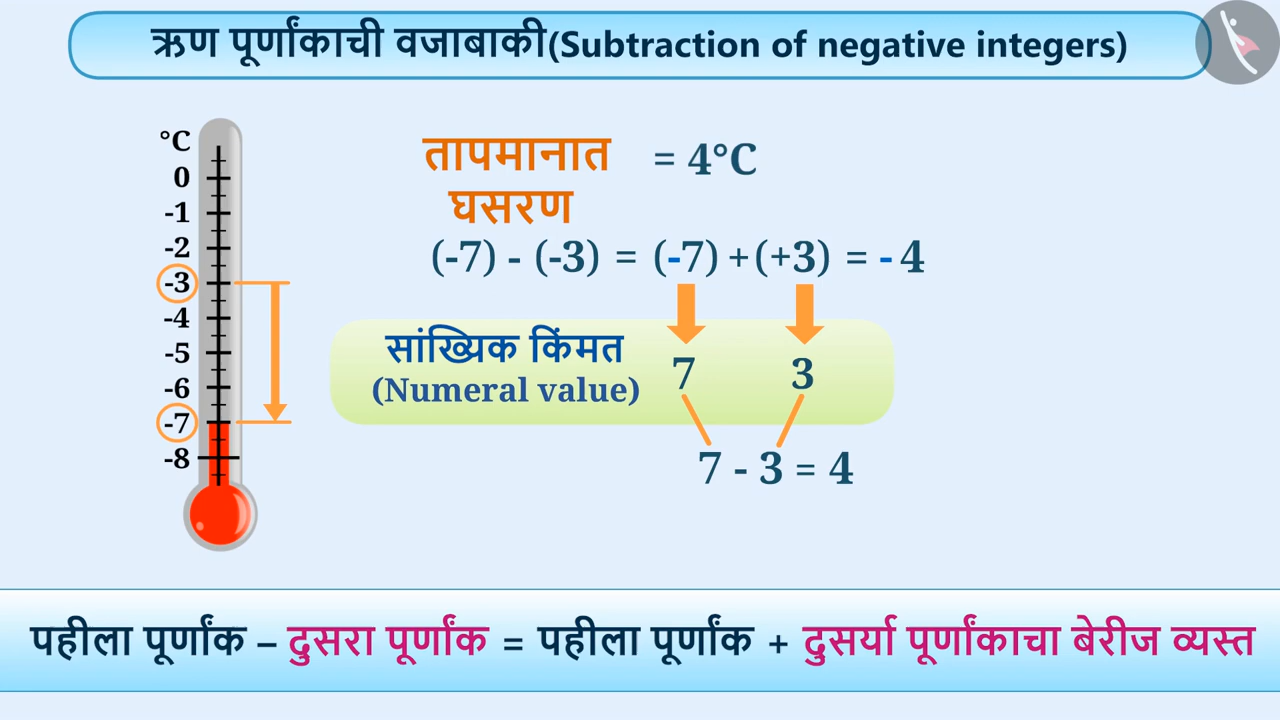 ऋण पूर्णांकाची वजाबाकी(Subtraction of negative integers)
°C
0
-1
-2
-3
-4
-5
-6
-7
-8
तापमानात = 4°C
घसरण
(-7) - (-3) = (-7) + (+3) = - 4
सांख्यिक किंमत
(Numeral value)
7 3
7 - 3 = 4
पहीला पूर्णांक – दुसरा पूर्णांक = पहीला पूर्णांक + दुसर्या पूर्णांकाचा बेरीज व्यस्त